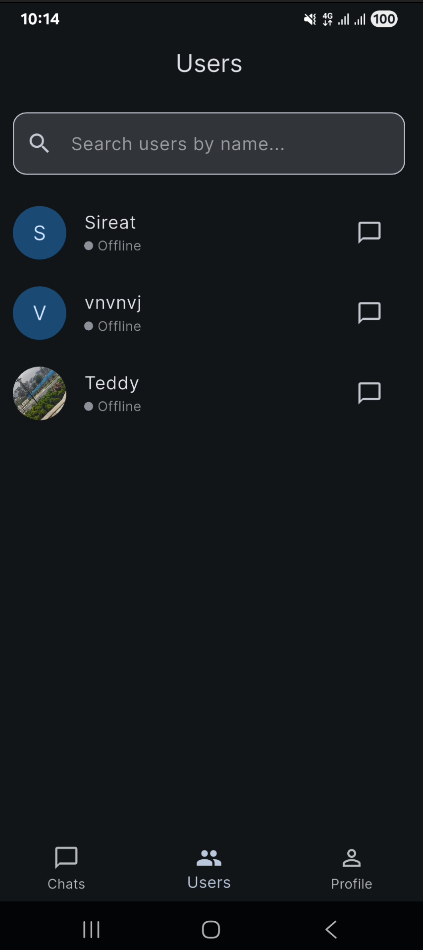 10:14
4G
100
Users
Search users by name...
S
Sireat
Offline
V
vnvnvj
Offline
Teddy
Offline
Chats
Users
Profile